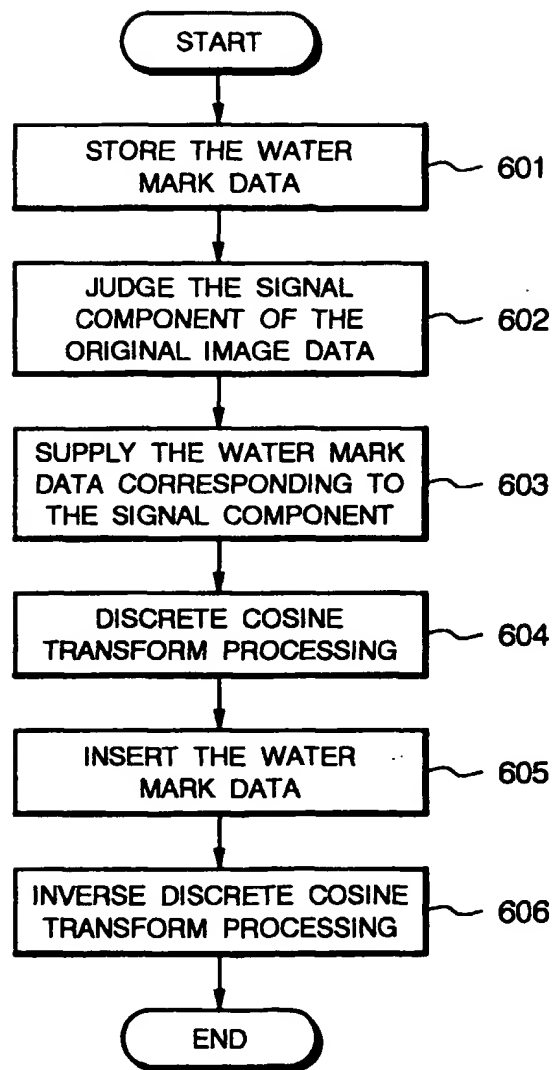 START
STORE THE WATER
MARK DATA
601
JUDGE THE SIGNAL
COMPONENT OF THE
ORIGINAL IMAGE DATA
602
SUPPLY THE WATER MARK
DATA CORRESPONDING TO
THE SIGNAL COMPONENT
603
DISCRETE COSINE
TRANSFORM PROCESSING
604
INSERT THE WATER
MARK DATA
605
INVERSE DISCRETE COSINE
TRANSFORM PROCESSING
606
END